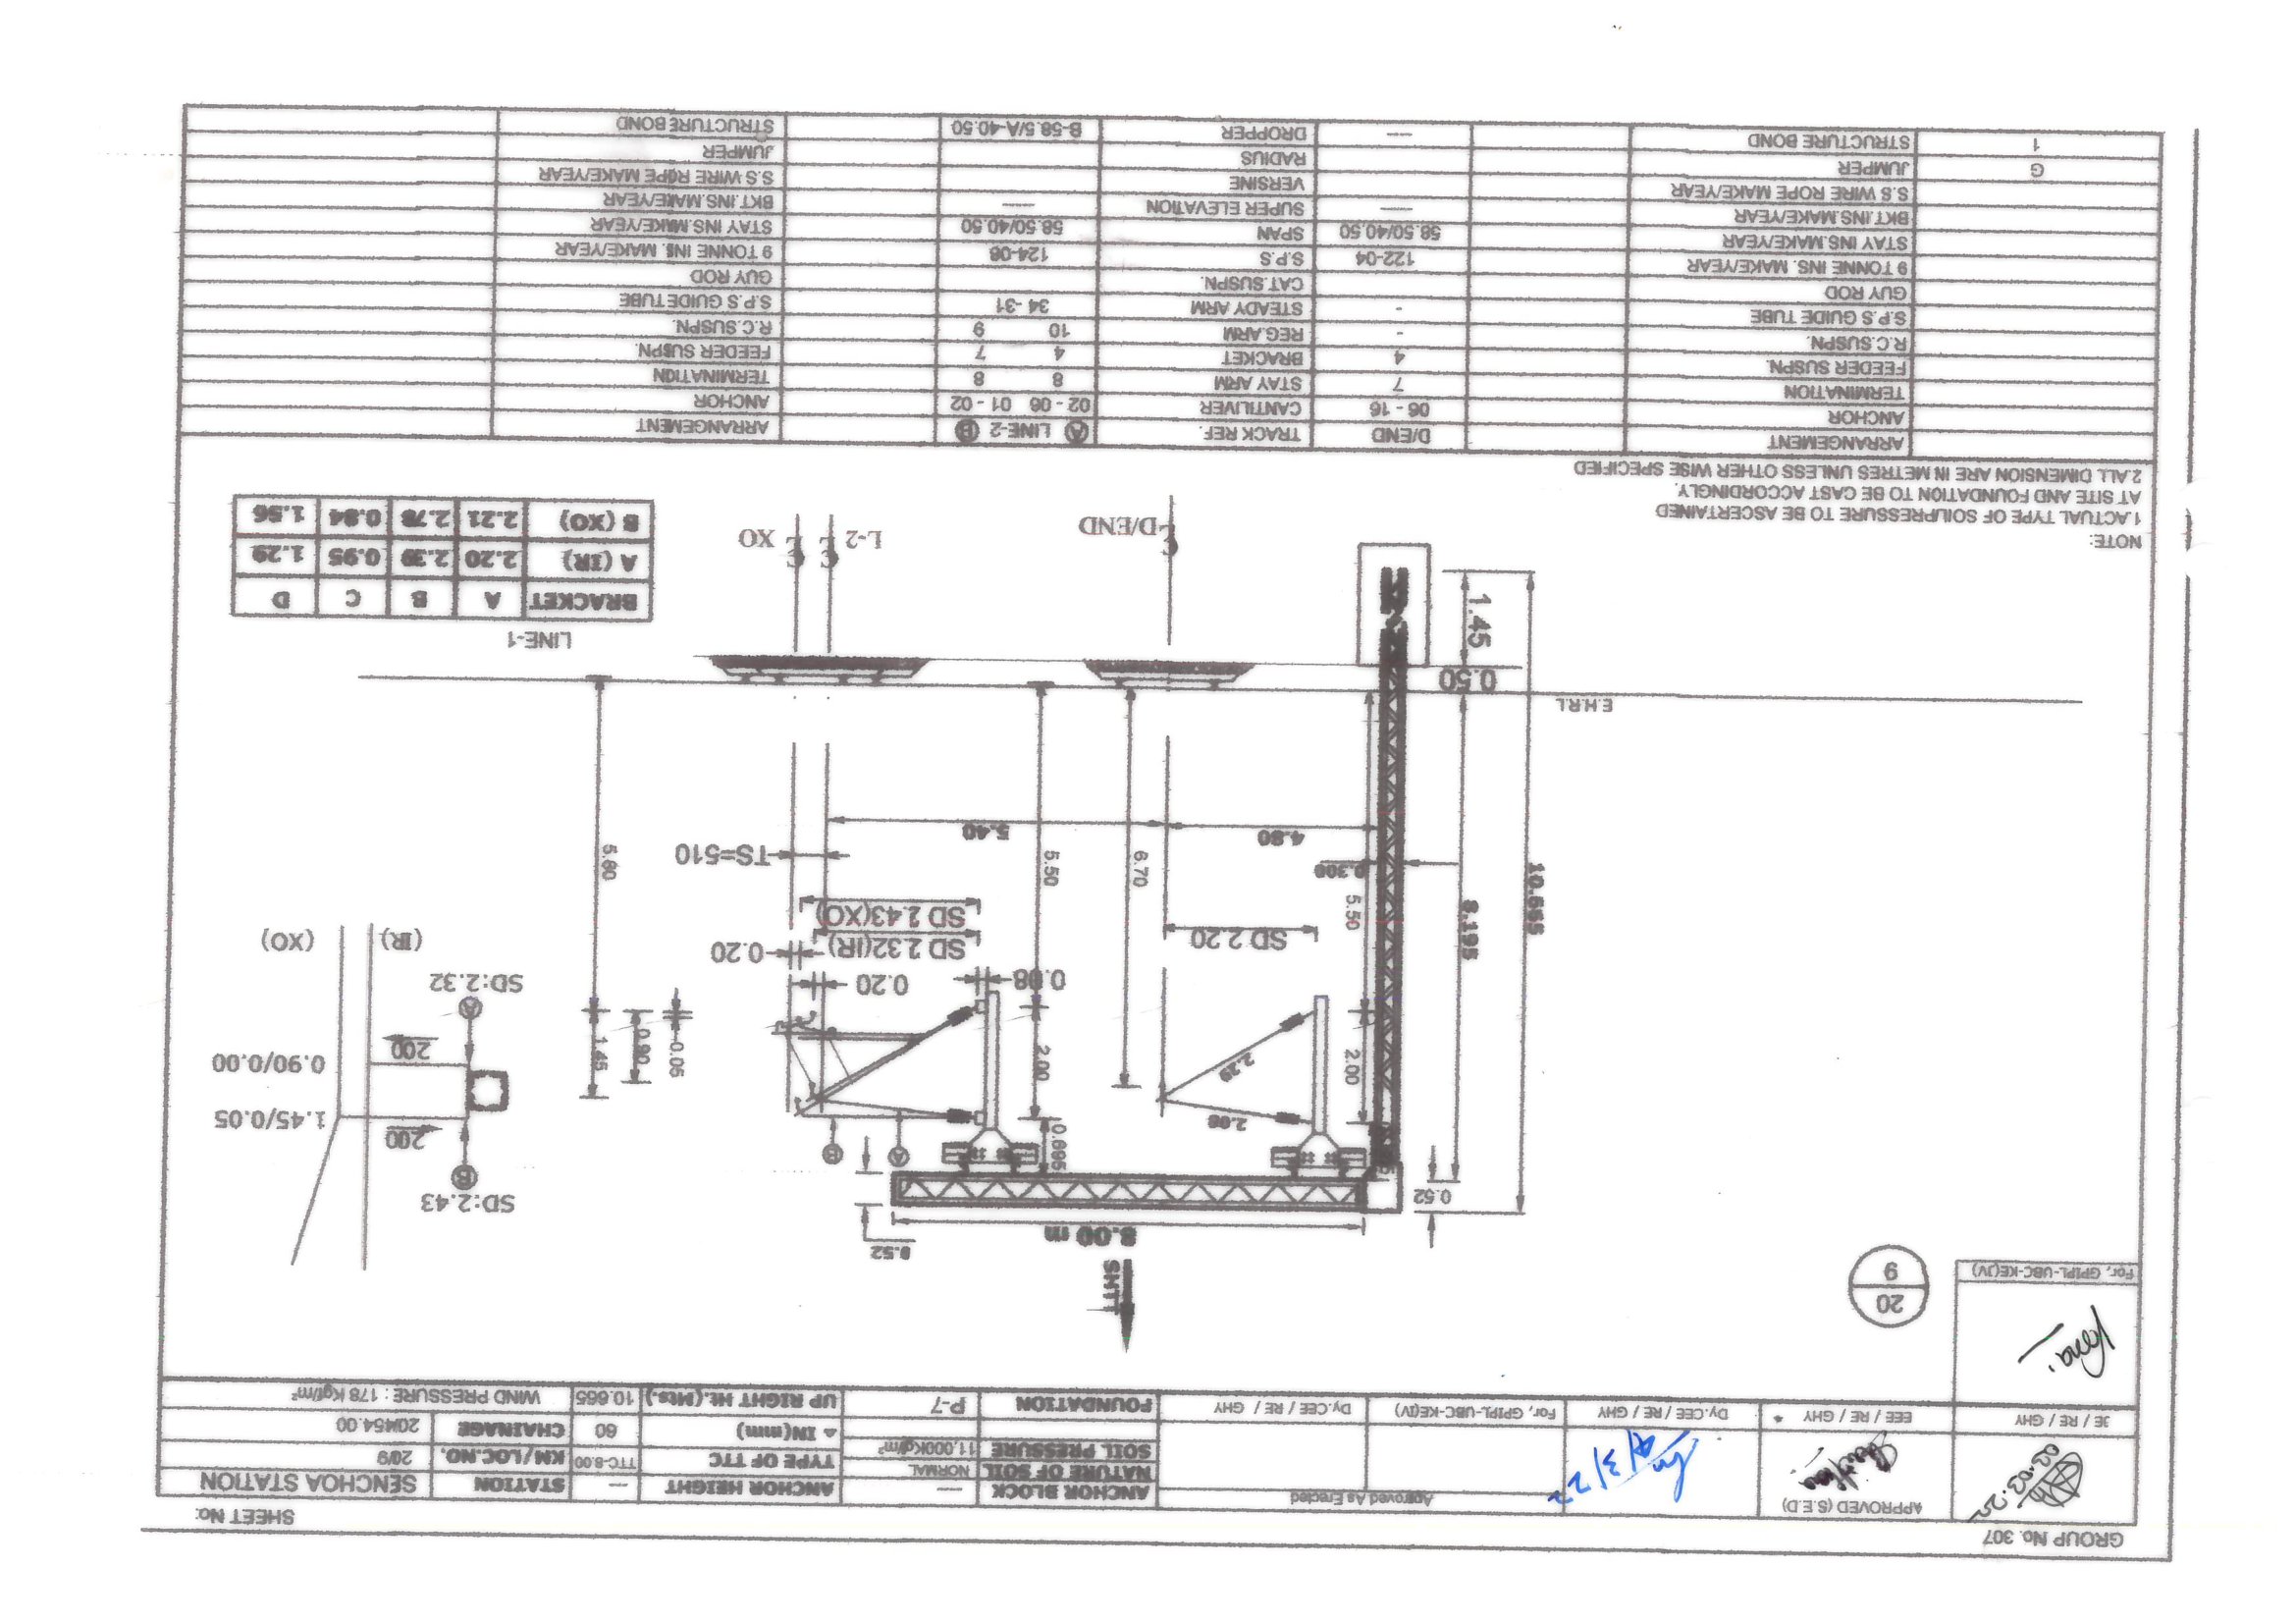 GROUP No. 307
SHEET No:
03.03.22
JE / RE / GHY
APPROVED (S.E.D)
EEE / RE / GHY
4/3/22
Dy.CEE / RE / GHY
Approved As Erected
For, GPIPL-UBC-KE(JV)
Dy.CEE / RE / GHY
ANCHOR BLOCK ---
NATURE OF SOIL NORMAL
SOIL PRESSURE 11,000Kgf/m²
FOUNDATION P-7
ANCHOR HEIGHT ---
TYPE OF TTC TTC-8.00
△ IN(mm) 60
UP RIGHT Ht.(Mts.) 10.665
STATION SENCHOA STATION
KM/LOC.NO. 20/9
CHAINAGE 20/454.00
WIND PRESSURE : 178 Kgf/m²
For, GPIPL-UBC-KE(JV)
20
9
SHTT
8.00 m
0.52
0.52
A
B
0.695
2.08
2.29
2.00
2.00
0.08
0.20
0.20
SD 2.20
SD 2.32(IR)
SD 2.43(XO)
10.665
8.195
5.50
0.300
6.70
5.50
4.80
5.40
TS=510
0.05
0.90
1.45
5.60
SD:2.43
B
200
1.45/0.05
0.90/0.00
200
A
SD:2.32
(IR)
(XO)
E.H.R.L
0.50
1.45
D/END
L-2
XO
LINE-1
BRACKET A B C D
A (IR) 2.20 2.39 0.95 1.29
B (XO) 2.21 2.78 0.84 1.56
NOTE:
1.ACTUAL TYPE OF SOIL/PRESSURE TO BE ASCERTAINED
AT SITE AND FOUNDATION TO BE CAST ACCORDINGLY.
2.ALL DIMENSION ARE IN METRES UNLESS OTHER WISE SPECIFIED
ARRANGEMENT D/END TRACK REF. A LINE-2 B ARRANGEMENT
ANCHOR 06 - 16 CANTILIVER 02 - 06 01 - 02 ANCHOR
TERMINATION 7 STAY ARM 8 8 TERMINATION
FEEDER SUSPN. 4 BRACKET 4 7 FEEDER SUSPN.
R.C.SUSPN. - REG.ARM 10 9 R.C.SUSPN.
S.P.S GUIDE TUBE - STEADY ARM 34 -31 S.P.S GUIDE TUBE
GUY ROD CAT.SUSPN. GUY ROD
9 TONNE INS. MAKE/YEAR 122-04 S.P.S 124-06 9 TONNE INS. MAKE/YEAR
STAY INS.MAKE/YEAR 58.50/40.50 SPAN 58.50/40.50 STAY INS.MAKE/YEAR
BKT.INS.MAKE/YEAR --- SUPER ELEVATION --- BKT.INS.MAKE/YEAR
S.S WIRE ROPE MAKE/YEAR VERSINE S.S WIRE ROPE MAKE/YEAR
G JUMPER RADIUS JUMPER
1 STRUCTURE BOND --- DROPPER B-58.5/A-40.50 STRUCTURE BOND